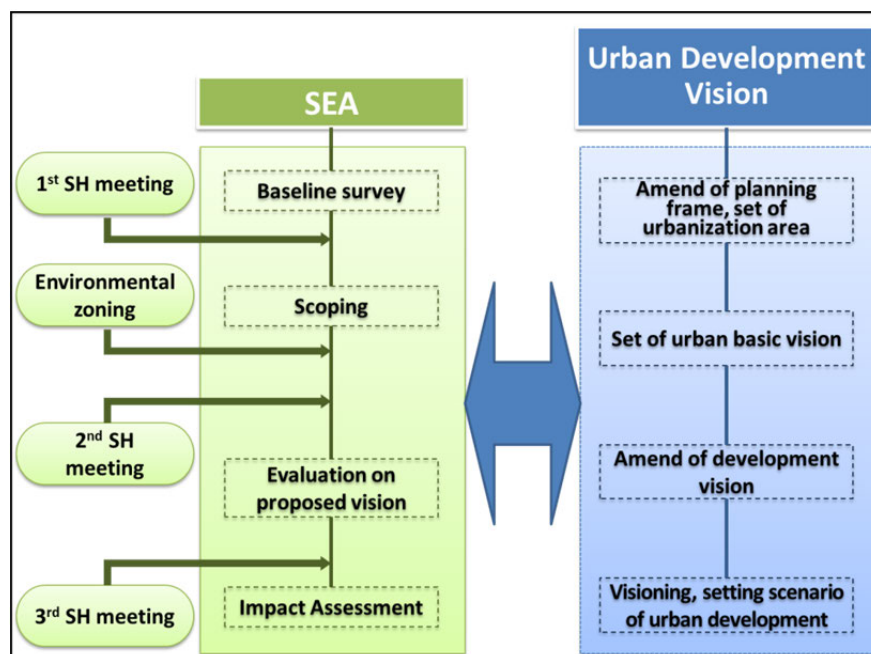 SEA
1st SH meeting
Baseline survey
Environmental
zoning
Scoping
2nd SH
meeting
Evaluation on
proposed vision
3rd SH meeting
Impact Assessment
Urban Development
Vision
Amend of planning
frame, set of
urbanization area
Set of urban basic vision
Amend of development
vision
Visioning, setting scenario
of urban development